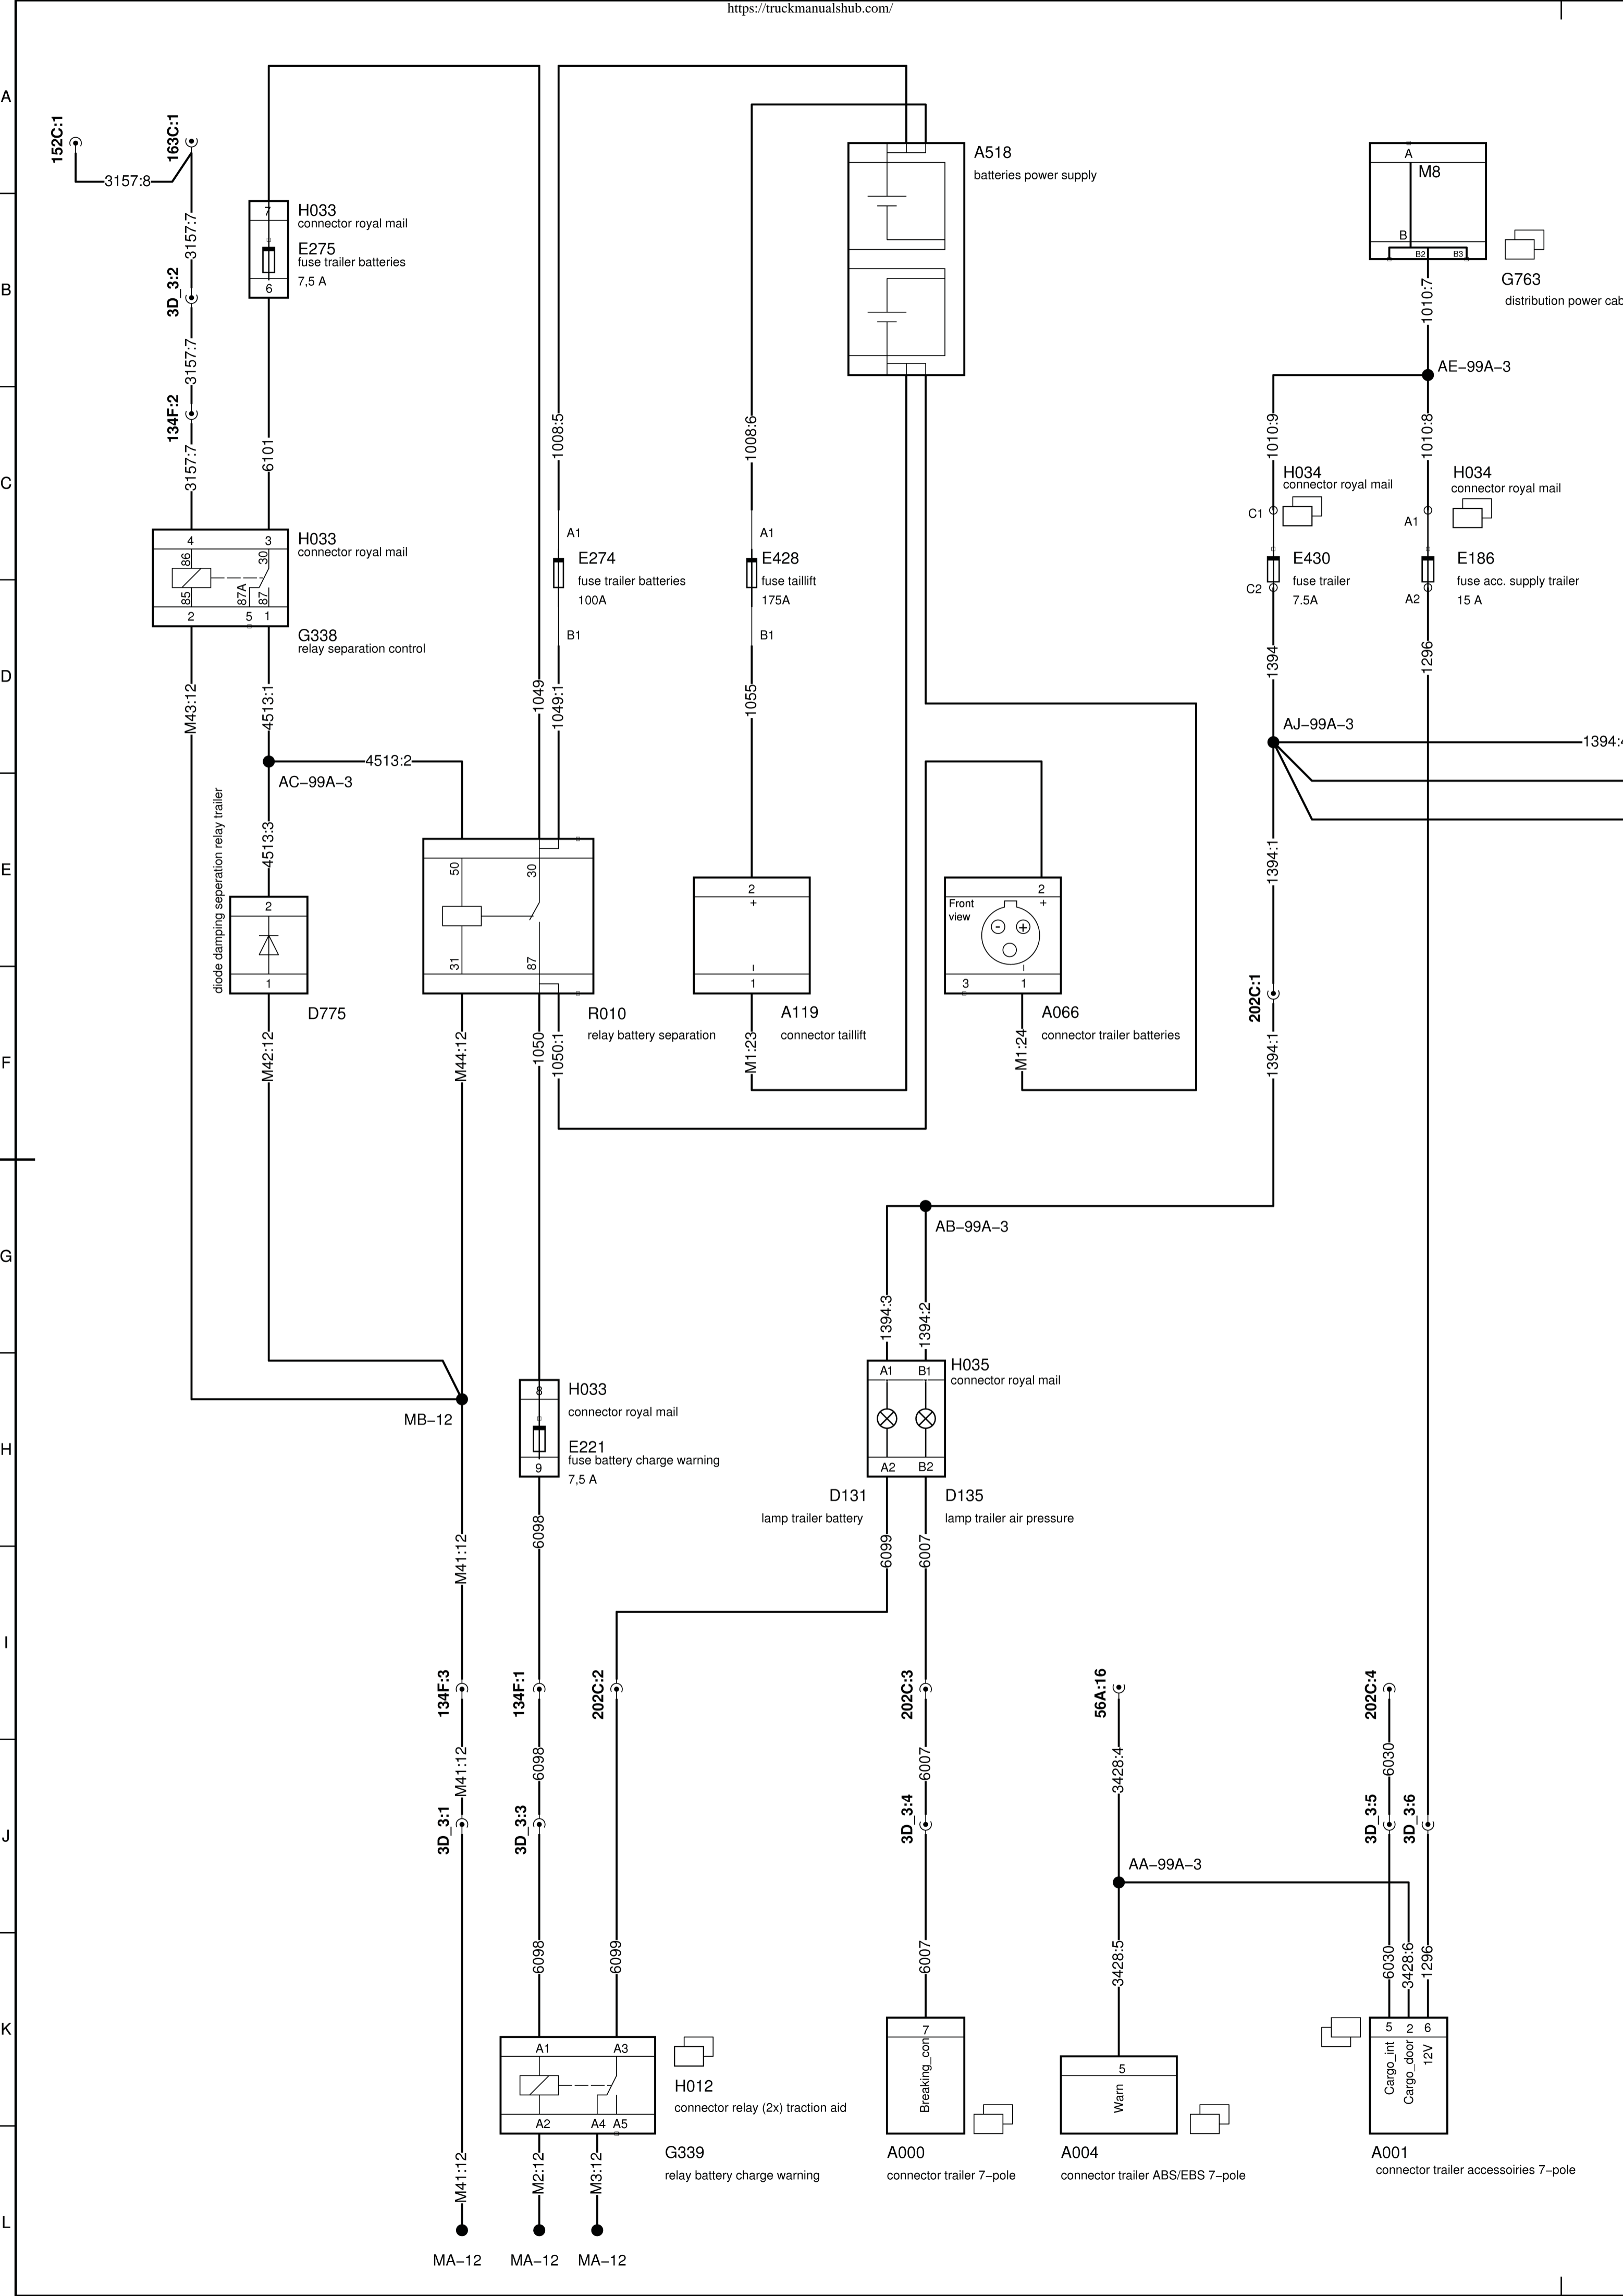 https://truckmanualshub.com/
A
B
C
D
E
F
G
H
I
J
K
L
152C:1
163C:1
3157:8
3157:7
3D_3:2
3157:7
134F:2
3157:7
7
H033
connector royal mail
E275
fuse trailer batteries
7,5 A
6
6101
4
3
H033
connector royal mail
86
30
85
87A
87
2
5
1
G338
relay separation control
M43:12
4513:1
4513:2
AC-99A-3
4513:3
diode damping seperation relay trailer
2
1
D775
M42:12
1008:5
A1
E274
fuse trailer batteries
100A
B1
1049
1049:1
1008:6
A1
E428
fuse taillift
175A
B1
1055
A518
batteries power supply
50
30
31
87
R010
relay battery separation
M44:12
1050
1050:1
2
+
–
1
A119
connector taillift
M1:23
2
Front
view
+
-
+
–
3
1
A066
connector trailer batteries
M1:24
A
M8
B
B2
B3
G763
distribution power cab
1010:7
AE-99A-3
1010:9
1010:8
H034
connector royal mail
C1
E430
fuse trailer
7.5A
C2
H034
connector royal mail
A1
E186
fuse acc. supply trailer
15 A
A2
1394
1296
AJ-99A-3
1394:4
1394:1
202C:1
1394:1
AB-99A-3
1394:3
1394:2
A1
B1
H035
connector royal mail
A2
B2
D131
lamp trailer battery
D135
lamp trailer air pressure
6099
6007
MB-12
8
H033
connector royal mail
E221
fuse battery charge warning
7,5 A
9
6098
M41:12
134F:3
134F:1
202C:2
202C:3
56A:16
202C:4
M41:12
6098
6007
3428:4
6030
3D_3:1
3D_3:3
3D_3:4
3D_3:5
3D_3:6
AA-99A-3
6098
6099
6007
3428:5
6030
3428:6
1296
A1
A3
A2
A4
A5
H012
connector relay (2x) traction aid
G339
relay battery charge warning
7
Breaking_con
A000
connector trailer 7-pole
5
Warn
A004
connector trailer ABS/EBS 7-pole
5
2
6
Cargo_int
Cargo_door
12V
A001
connector trailer accessoiries 7-pole
M41:12
M2:12
M3:12
MA-12
MA-12
MA-12